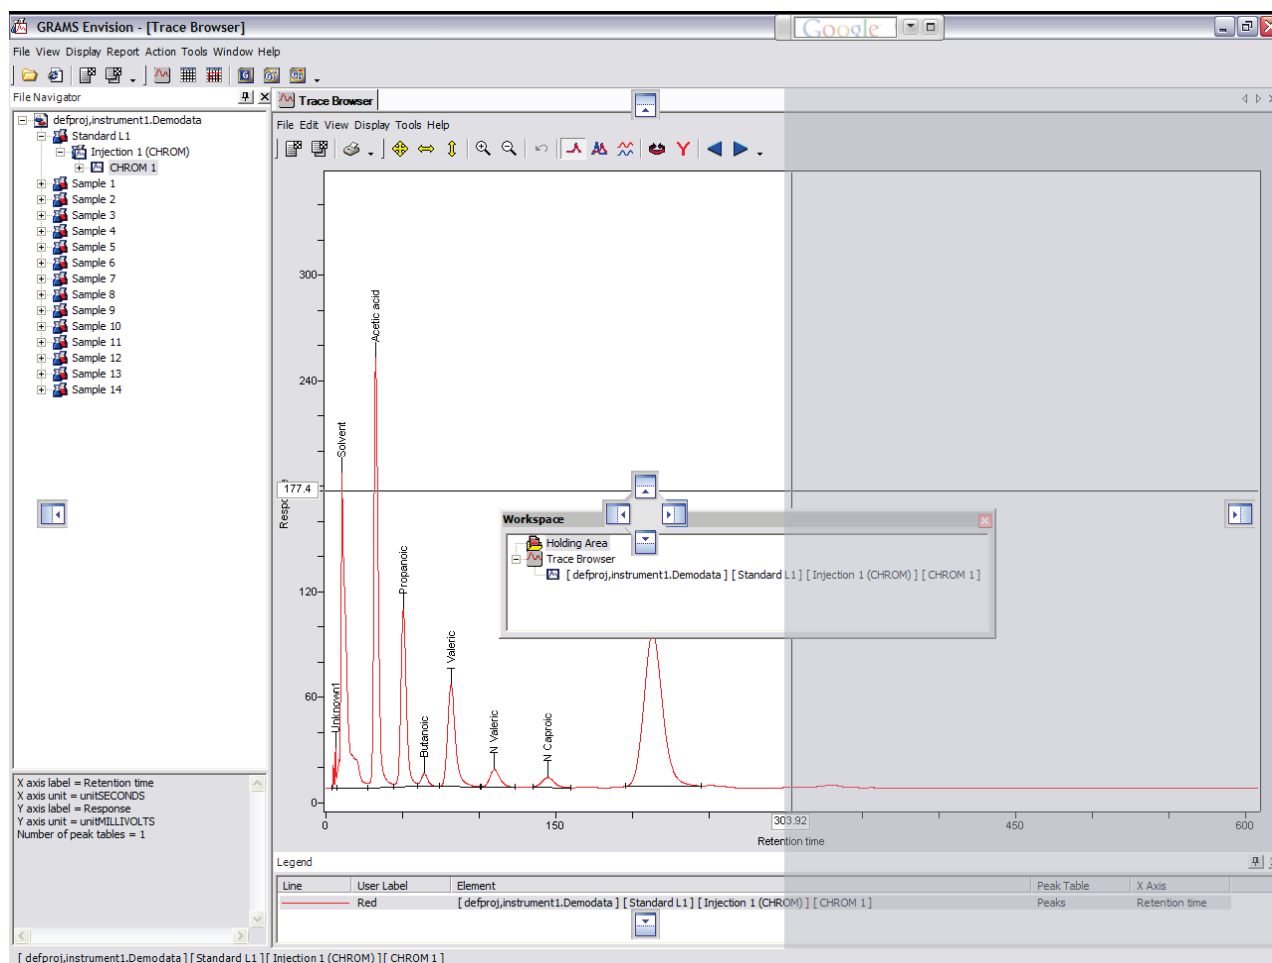 GRAMS Envision - [Trace Browser]
Google
File View Display Report Action Tools Window Help
File Navigator
defproj,instrument1.Demodata
Standard L1
Injection 1 (CHROM)
CHROM 1
Sample 1
Sample 2
Sample 3
Sample 4
Sample 5
Sample 6
Sample 7
Sample 8
Sample 9
Sample 10
Sample 11
Sample 12
Sample 13
Sample 14
X axis label = Retention time
X axis unit = unitSECONDS
Y axis label = Response
Y axis unit = unitMILLIVOLTS
Number of peak tables = 1
Trace Browser
File Edit View Display Tools Help
300
240
177.4
120
60
0
Unknown1
Solvent
Acetic acid
Propanoic
Butanoic
I Valeric
N Valeric
N Caproic
0
150
303.92
450
600
Retention time
Workspace
Holding Area
Trace Browser
[ defproj,instrument1.Demodata ] [ Standard L1 ] [ Injection 1 (CHROM) ] [ CHROM 1 ]
Legend
Line User Label Element Peak Table X Axis
Red [ defproj,instrument1.Demodata ] [ Standard L1 ] [ Injection 1 (CHROM) ] [ CHROM 1 ] Peaks Retention time
[ defproj,instrument1.Demodata ] [ Standard L1 ] [ Injection 1 (CHROM) ] [ CHROM 1 ]